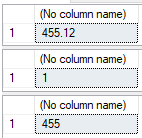 (No column name)
1 455.12
(No column name)
1 1
(No column name)
1 455